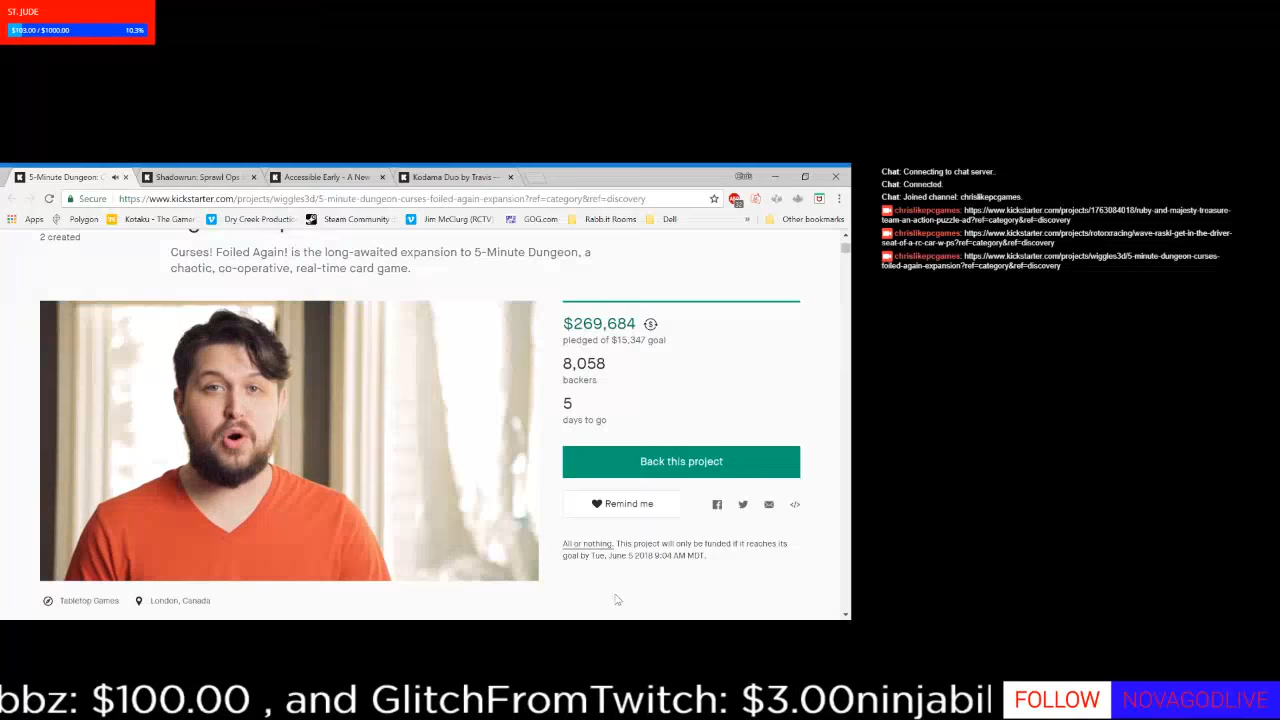 ST. JUDE
$103.00 / $1000.00 10.3%
5-Minute Dungeon: C
Shadowrun: Sprawl Ops
Accessible Early - A New
Kodama Duo by Travis —
Chris
Secure
https://www.kickstarter.com/projects/wiggles3d/5-minute-dungeon-curses-foiled-again-expansion?ref=category&ref=discovery
Apps
Polygon
Kotaku - The Gamer
Dry Creek Productio
Steam Community
Jim McClurg (RCTV)
GOG.com
Rabb.it Rooms
Dell
»
Other bookmarks
2 created
Curses! Foiled Again! is the long-awaited expansion to 5-Minute Dungeon, a
chaotic, co-operative, real-time card game.
$269,684
pledged of $15,347 goal
8,058
backers
5
days to go
Back this project
Remind me
All or nothing. This project will only be funded if it reaches its
goal by Tue, June 5 2018 9:04 AM MDT.
Tabletop Games
London, Canada
Chat: Connecting to chat server..
Chat: Connected.
Chat: Joined channel: chrislikepcgames.
chrislikepcgames: https://www.kickstarter.com/projects/1763084018/ruby-and-majesty-treasure-
team-an-action-puzzle-ad?ref=category&ref=discovery
chrislikepcgames: https://www.kickstarter.com/projects/rotorxracing/wave-raskl-get-in-the-driver-
seat-of-a-rc-car-w-ps?ref=category&ref=discovery
chrislikepcgames: https://www.kickstarter.com/projects/wiggles3d/5-minute-dungeon-curses-
foiled-again-expansion?ref=category&ref=discovery
bbz: $100.00 , and GlitchFromTwitch: $3.00ninjabil
FOLLOW
NOVAGODLIVE